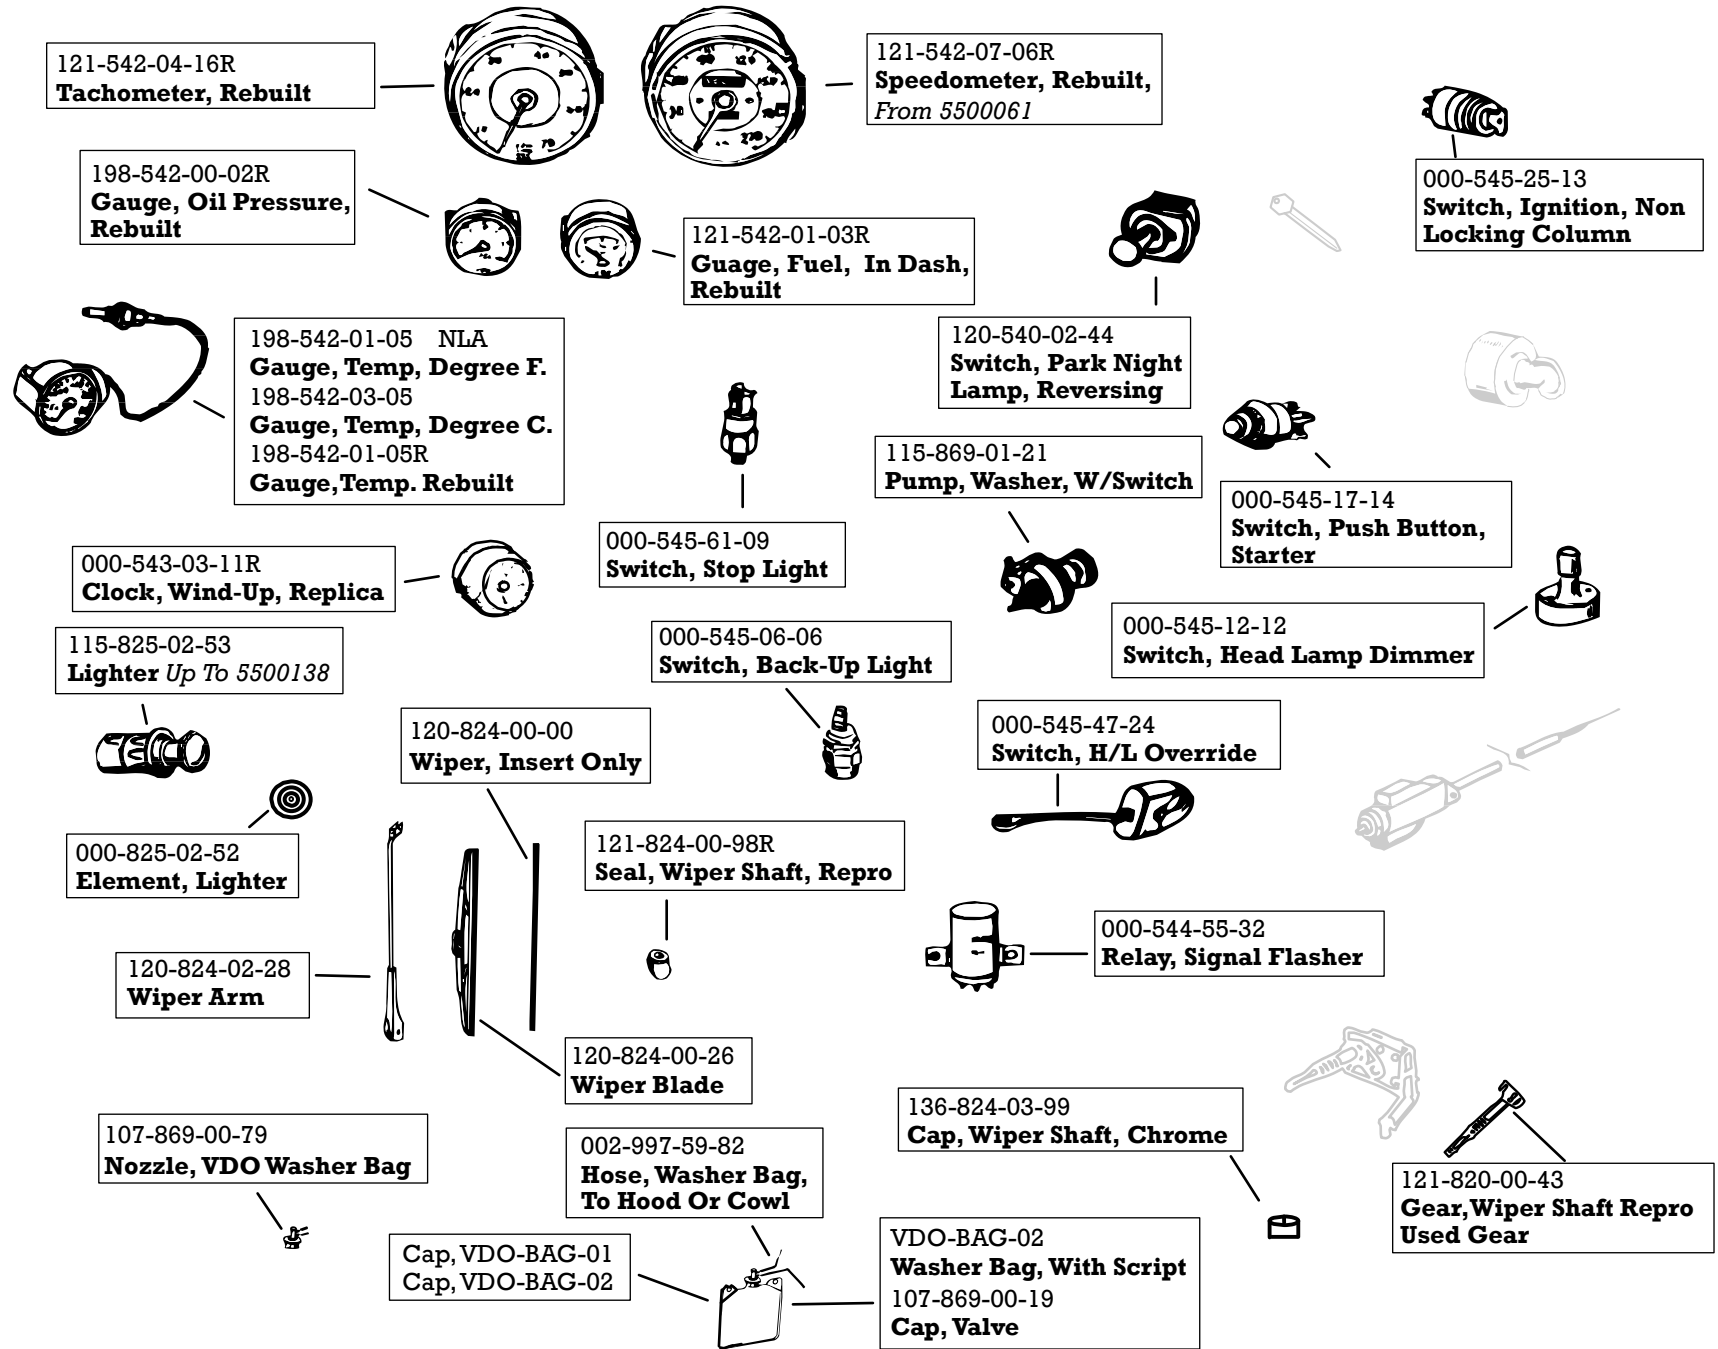 121-542-04-16R
Tachometer, Rebuilt
121-542-07-06R
Speedometer, Rebuilt,
From 5500061
198-542-00-02R
Gauge, Oil Pressure,
Rebuilt
121-542-01-03R
Guage, Fuel, In Dash,
Rebuilt
000-545-25-13
Switch, Ignition, Non
Locking Column
198-542-01-05 NLA
Gauge, Temp, Degree F.
198-542-03-05
Gauge, Temp, Degree C.
198-542-01-05R
Gauge,Temp. Rebuilt
120-540-02-44
Switch, Park Night
Lamp, Reversing
115-869-01-21
Pump, Washer, W/Switch
000-545-17-14
Switch, Push Button,
Starter
000-545-61-09
Switch, Stop Light
000-543-03-11R
Clock, Wind-Up, Replica
000-545-12-12
Switch, Head Lamp Dimmer
115-825-02-53
Lighter Up To 5500138
000-545-06-06
Switch, Back-Up Light
120-824-00-00
Wiper, Insert Only
000-545-47-24
Switch, H/L Override
000-825-02-52
Element, Lighter
121-824-00-98R
Seal, Wiper Shaft, Repro
120-824-02-28
Wiper Arm
000-544-55-32
Relay, Signal Flasher
120-824-00-26
Wiper Blade
107-869-00-79
Nozzle, VDO Washer Bag
002-997-59-82
Hose, Washer Bag,
To Hood Or Cowl
136-824-03-99
Cap, Wiper Shaft, Chrome
121-820-00-43
Gear,Wiper Shaft Repro
Used Gear
Cap, VDO-BAG-01
Cap, VDO-BAG-02
VDO-BAG-02
Washer Bag, With Script
107-869-00-19
Cap, Valve